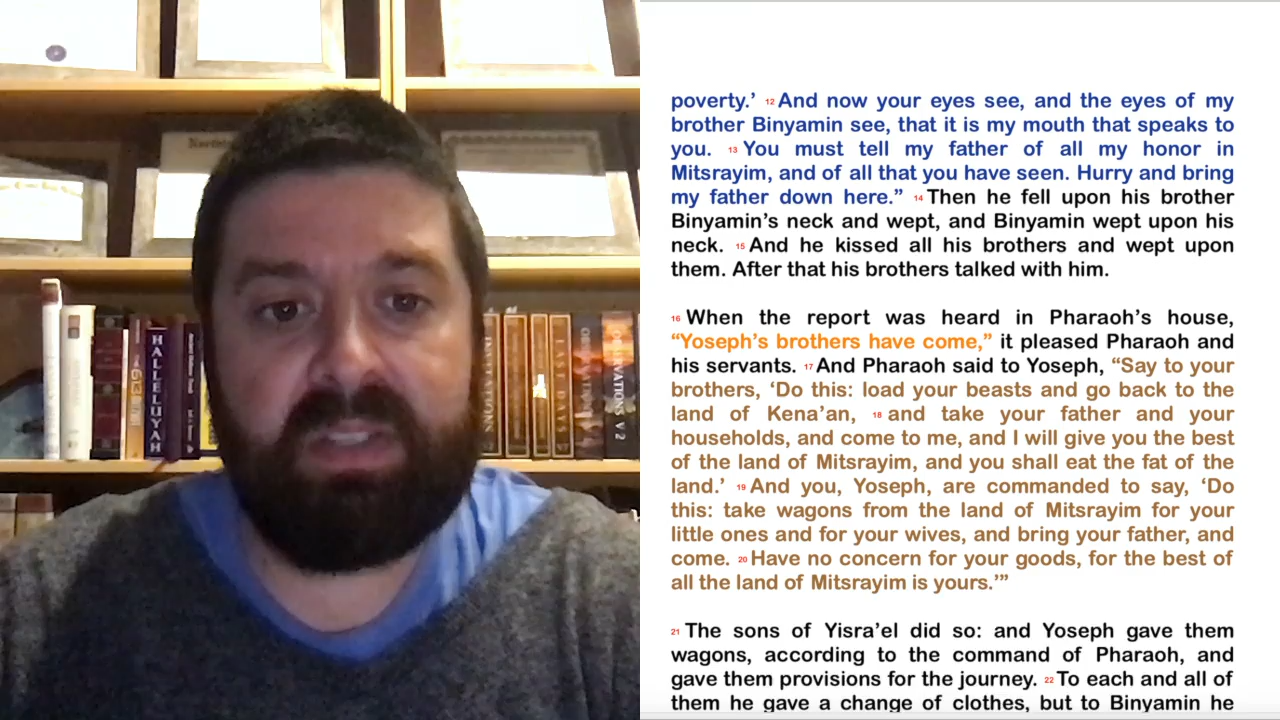 poverty.’ 12 And now your eyes see, and the eyes of my
brother Binyamin see, that it is my mouth that speaks to
you. 13 You must tell my father of all my honor in
Mitsrayim, and of all that you have seen. Hurry and bring
my father down here.” 14 Then he fell upon his brother
Binyamin’s neck and wept, and Binyamin wept upon his
neck. 15 And he kissed all his brothers and wept upon
them. After that his brothers talked with him.
16 When the report was heard in Pharaoh’s house,
“Yoseph’s brothers have come,” it pleased Pharaoh and
his servants. 17 And Pharaoh said to Yoseph, “Say to your
brothers, ‘Do this: load your beasts and go back to the
land of Kena’an, 18 and take your father and your
households, and come to me, and I will give you the best
of the land of Mitsrayim, and you shall eat the fat of the
land.’ 19 And you, Yoseph, are commanded to say, ‘Do
this: take wagons from the land of Mitsrayim for your
little ones and for your wives, and bring your father, and
come. 20 Have no concern for your goods, for the best of
all the land of Mitsrayim is yours.’”
21 The sons of Yisra’el did so: and Yoseph gave them
wagons, according to the command of Pharaoh, and
gave them provisions for the journey. 22 To each and all of
them he gave a change of clothes, but to Binyamin he
HALLELUYAH
613
LAST DAYS
V 2